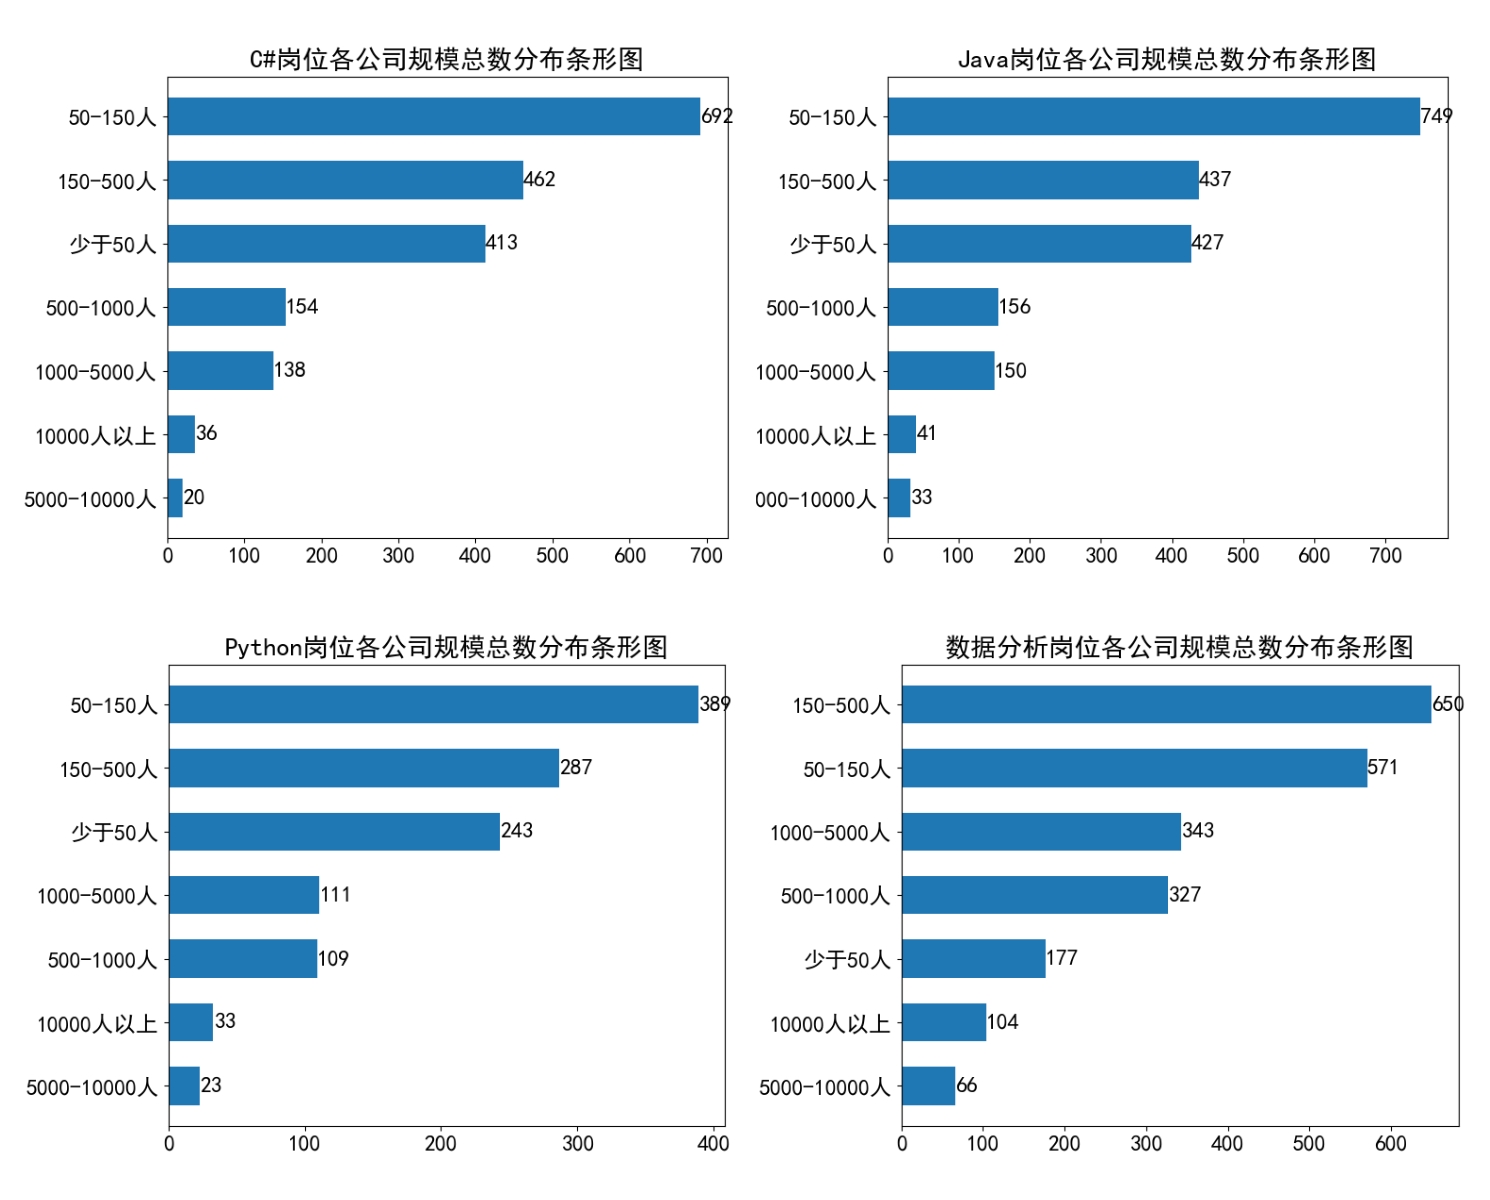 C#岗位各公司规模总数分布条形图
50-150人
692
150-500人
462
少于50人
413
500-1000人
154
1000-5000人
138
10000人以上
36
5000-10000人
20
0 100 200 300 400 500 600 700
Java岗位各公司规模总数分布条形图
50-150人
749
150-500人
437
少于50人
427
500-1000人
156
1000-5000人
150
10000人以上
41
000-10000人
33
0 100 200 300 400 500 600 700
Python岗位各公司规模总数分布条形图
50-150人
389
150-500人
287
少于50人
243
1000-5000人
111
500-1000人
109
10000人以上
33
5000-10000人
23
0 100 200 300 400
数据分析岗位各公司规模总数分布条形图
150-500人
650
50-150人
571
1000-5000人
343
500-1000人
327
少于50人
177
10000人以上
104
5000-10000人
66
0 100 200 300 400 500 600